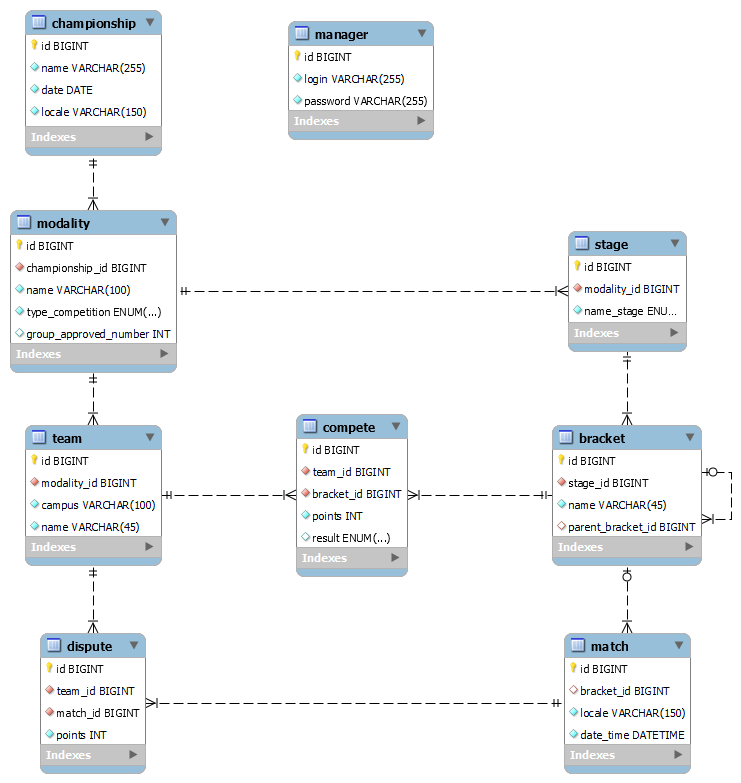 championship
id BIGINT
name VARCHAR(255)
date DATE
locale VARCHAR(150)
Indexes
manager
id BIGINT
login VARCHAR(255)
password VARCHAR(255)
Indexes
modality
id BIGINT
championship_id BIGINT
name VARCHAR(100)
type_competition ENUM(...)
group_approved_number INT
Indexes
stage
id BIGINT
modality_id BIGINT
name_stage ENU...
Indexes
team
id BIGINT
modality_id BIGINT
campus VARCHAR(100)
name VARCHAR(45)
Indexes
compete
id BIGINT
team_id BIGINT
bracket_id BIGINT
points INT
result ENUM(...)
Indexes
bracket
id BIGINT
stage_id BIGINT
name VARCHAR(45)
parent_bracket_id BIGINT
Indexes
dispute
id BIGINT
team_id BIGINT
match_id BIGINT
points INT
Indexes
match
id BIGINT
bracket_id BIGINT
locale VARCHAR(150)
date_time DATETIME
Indexes